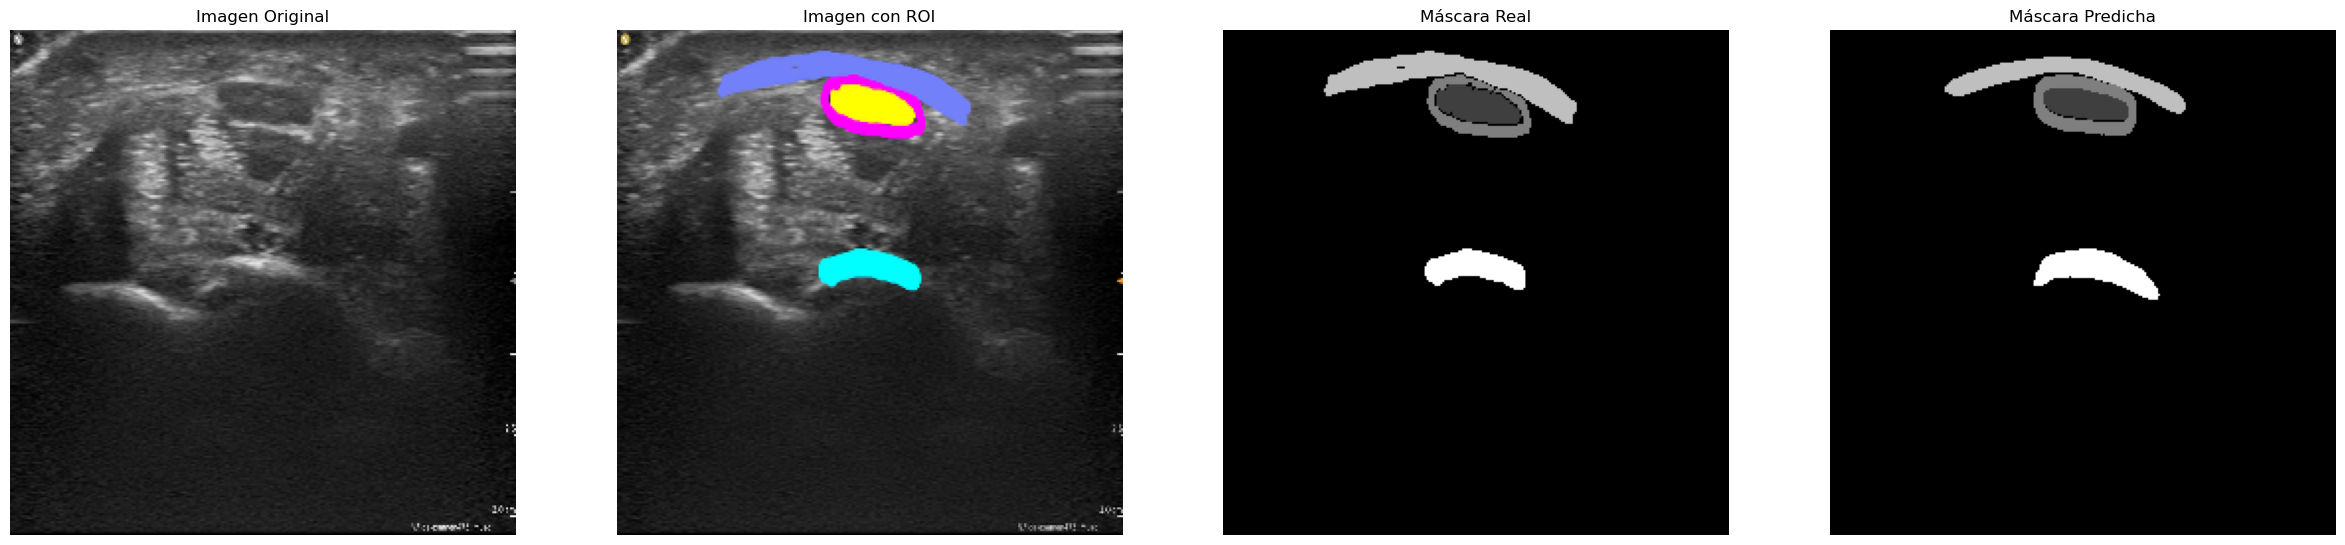 Imagen Original
Imagen con ROI
Máscara Real
Máscara Predicha